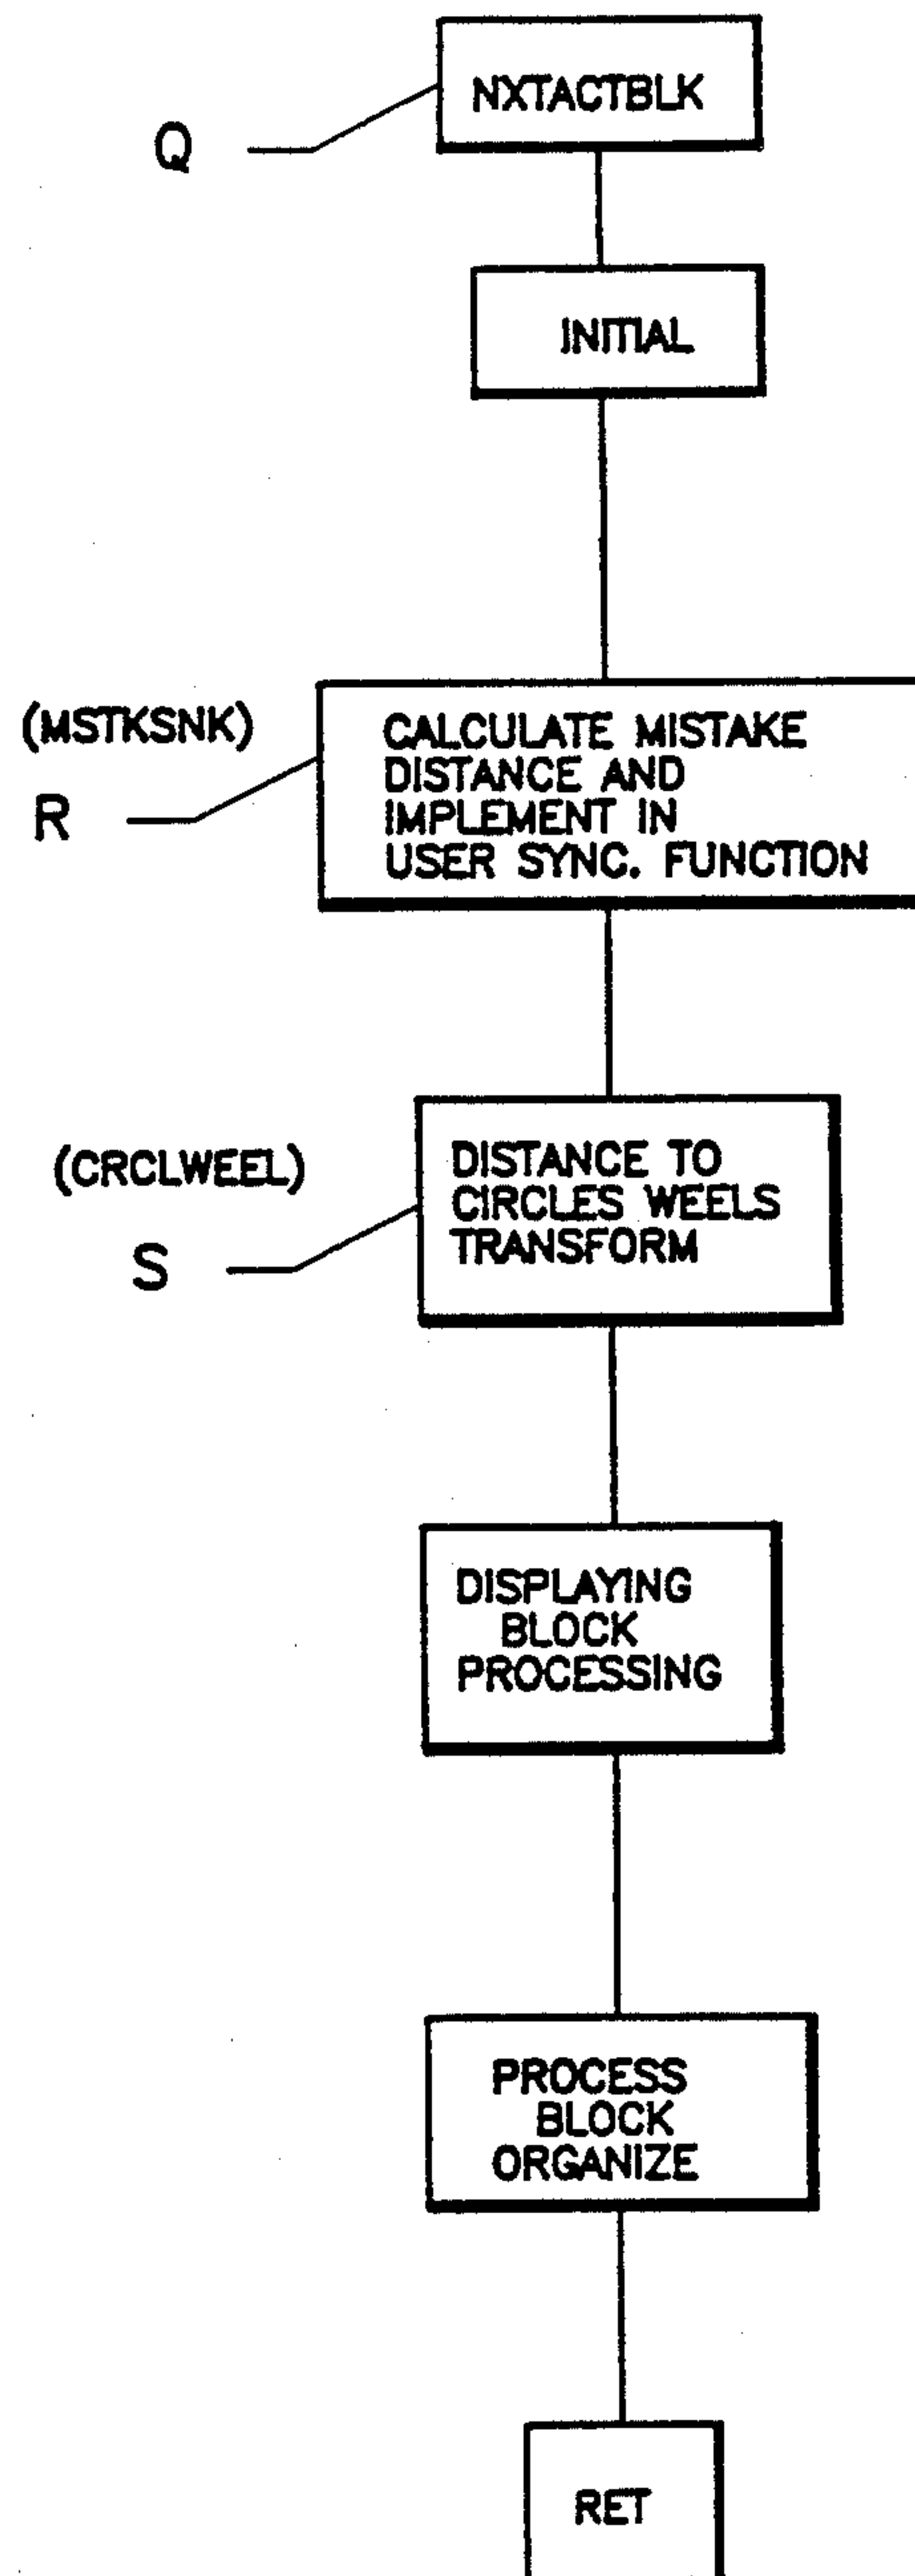 NXTACTBLK
Q
INITIAL
(MSTKSNK)
R
CALCULATE MISTAKE
DISTANCE AND
IMPLEMENT IN
USER SYNC. FUNCTION
(CRCLWEEL)
S
DISTANCE TO
CIRCLES WEELS
TRANSFORM
DISPLAYING
BLOCK
PROCESSING
PROCESS
BLOCK
ORGANIZE
RET